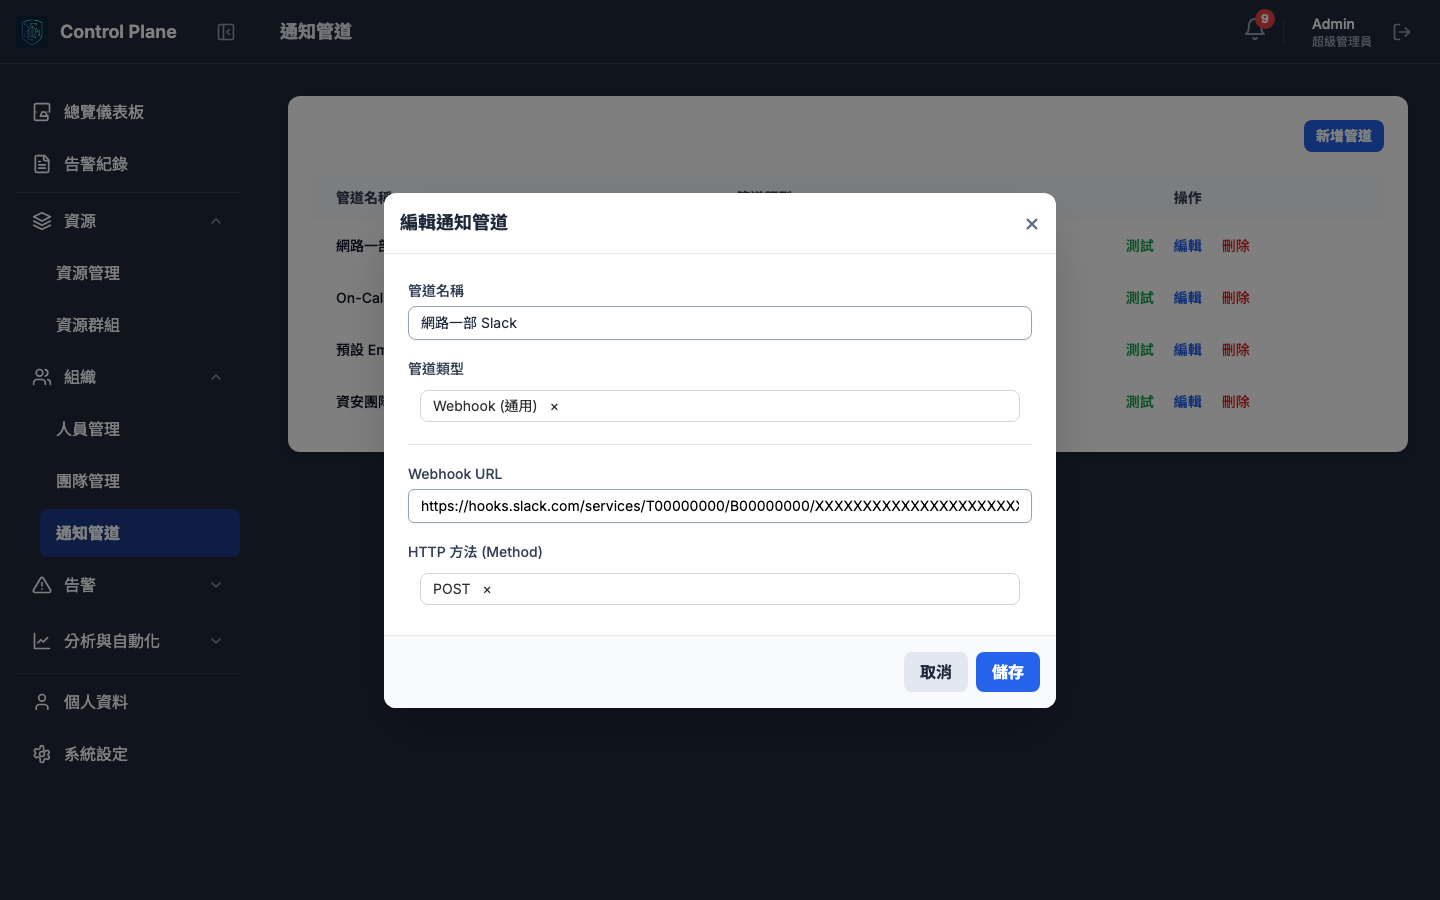 Control Plane
通知管道
9
Admin
超級管理員
總覽儀表板
告警紀錄
資源
資源管理
資源群組
組織
人員管理
團隊管理
通知管道
告警
分析與自動化
個人資料
系統設定
新增管道
管道名稱
操作
網路一部
測試 編輯 刪除
On-Cal
測試 編輯 刪除
預設 Em
測試 編輯 刪除
資安團隊
測試 編輯 刪除
編輯通知管道
×
管道名稱
網路一部 Slack
管道類型
Webhook (通用) ×
Webhook URL
https://hooks.slack.com/services/T00000000/B00000000/XXXXXXXXXXXXXXXXXXXXXX
HTTP 方法 (Method)
POST ×
取消 儲存